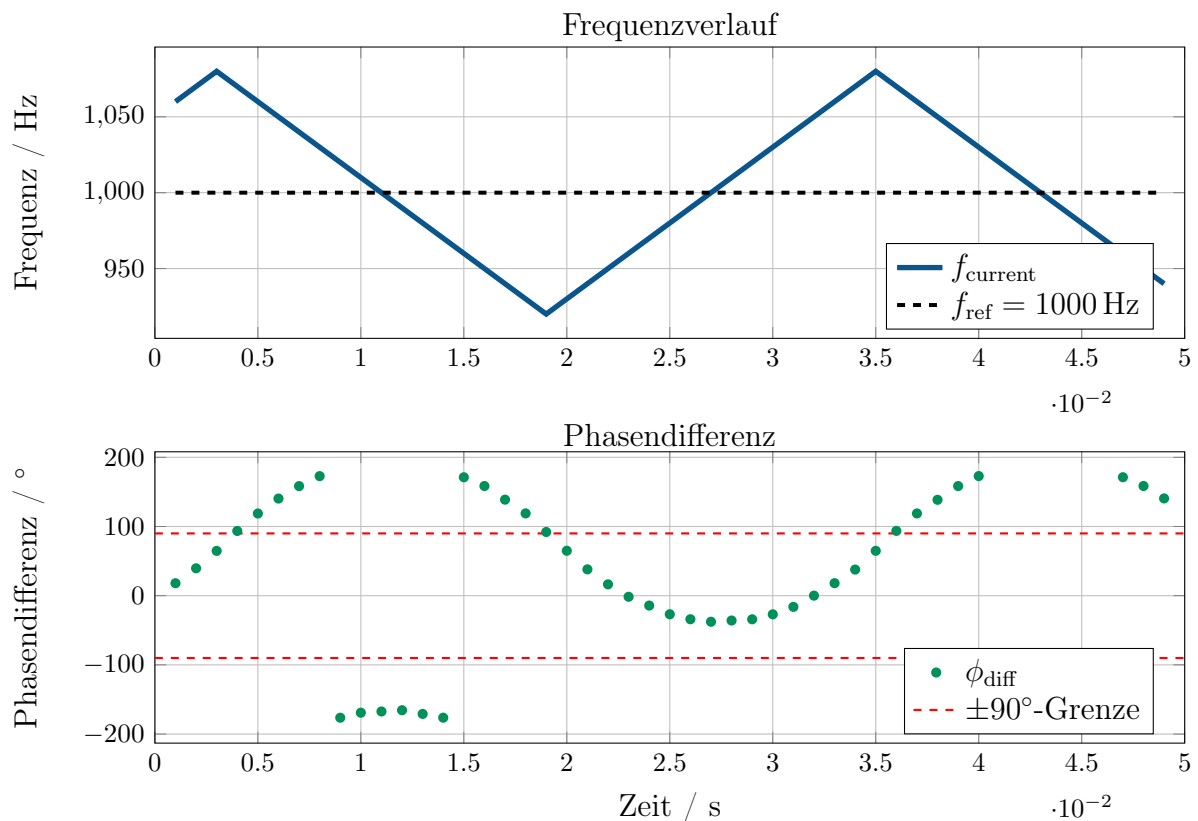 Frequenzverlauf
Frequenz / Hz
1,050
1,000
950
f_current
f_ref = 1000 Hz
0 0.5 1 1.5 2 2.5 3 3.5 4 4.5 5
·10⁻²
Phasendifferenz
Phasendifferenz / °
200
100
0
−100
−200
ϕ_diff
±90°-Grenze
0 0.5 1 1.5 2 2.5 3 3.5 4 4.5 5
Zeit / s
·10⁻²